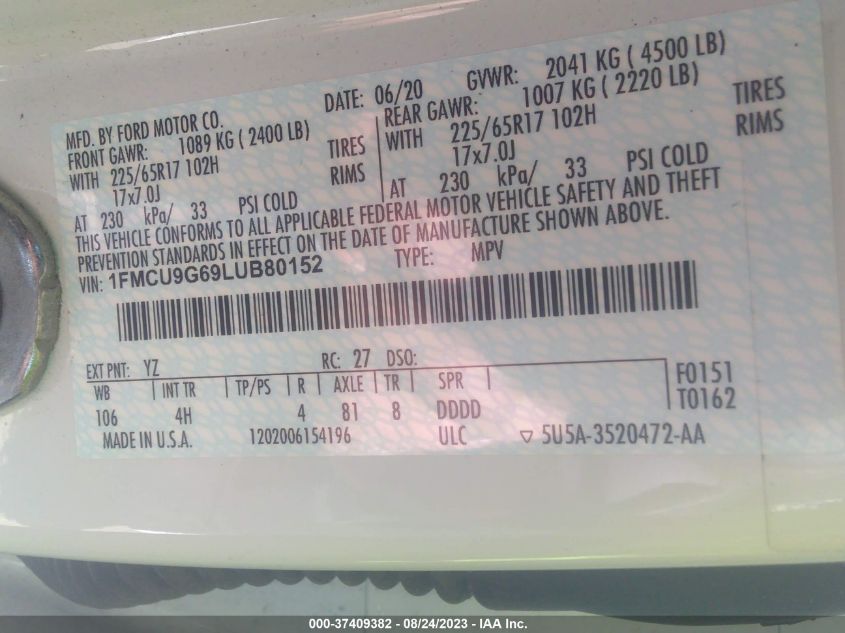 MFD. BY FORD MOTOR CO.
DATE: 06/20 GVWR: 2041 KG ( 4500 LB)
FRONT GAWR: 1089 KG ( 2400 LB)
WITH 225/65R17 102H TIRES
17x7.0J RIMS
AT 230 kPa/ 33 PSI COLD
REAR GAWR: 1007 KG ( 2220 LB)
WITH 225/65R17 102H TIRES
17x7.0J RIMS
AT 230 kPa/ 33 PSI COLD
THIS VEHICLE CONFORMS TO ALL APPLICABLE FEDERAL MOTOR VEHICLE SAFETY AND THEFT
PREVENTION STANDARDS IN EFFECT ON THE DATE OF MANUFACTURE SHOWN ABOVE.
VIN: 1FMCU9G69LUB80152 TYPE: MPV
EXT PNT: YZ RC: 27 DSO:
WB INT TR TP/PS R AXLE TR SPR
106 4H 4 81 8 DDDD
F0151
T0162
MADE IN U.S.A. 1202006154196 ULC ▽ 5U5A-3520472-AA
000-37409382 - 08/24/2023 - IAA Inc.